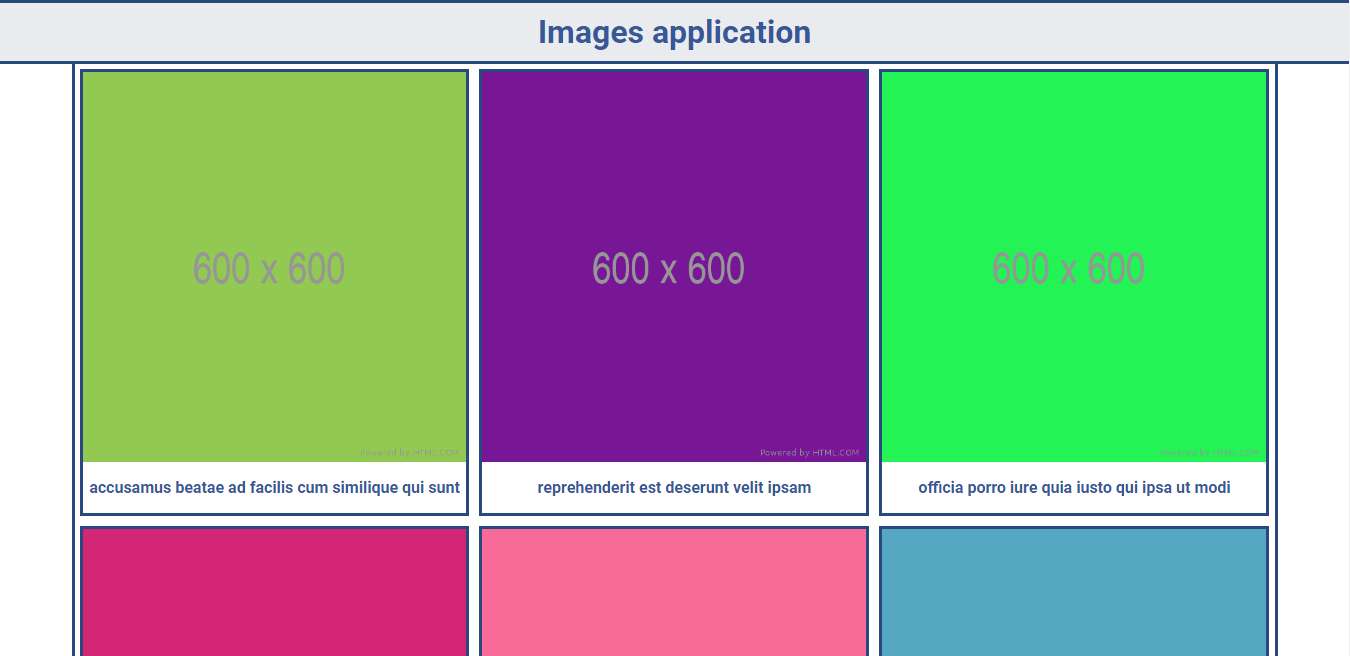 Images application
600 x 600
600 x 600
600 x 600
Powered by HTML.COM
Powered by HTML.COM
Powered by HTML.COM
accusamus beatae ad facilis cum similique qui sunt
reprehenderit est deserunt velit ipsam
officia porro iure quia iusto qui ipsa ut modi